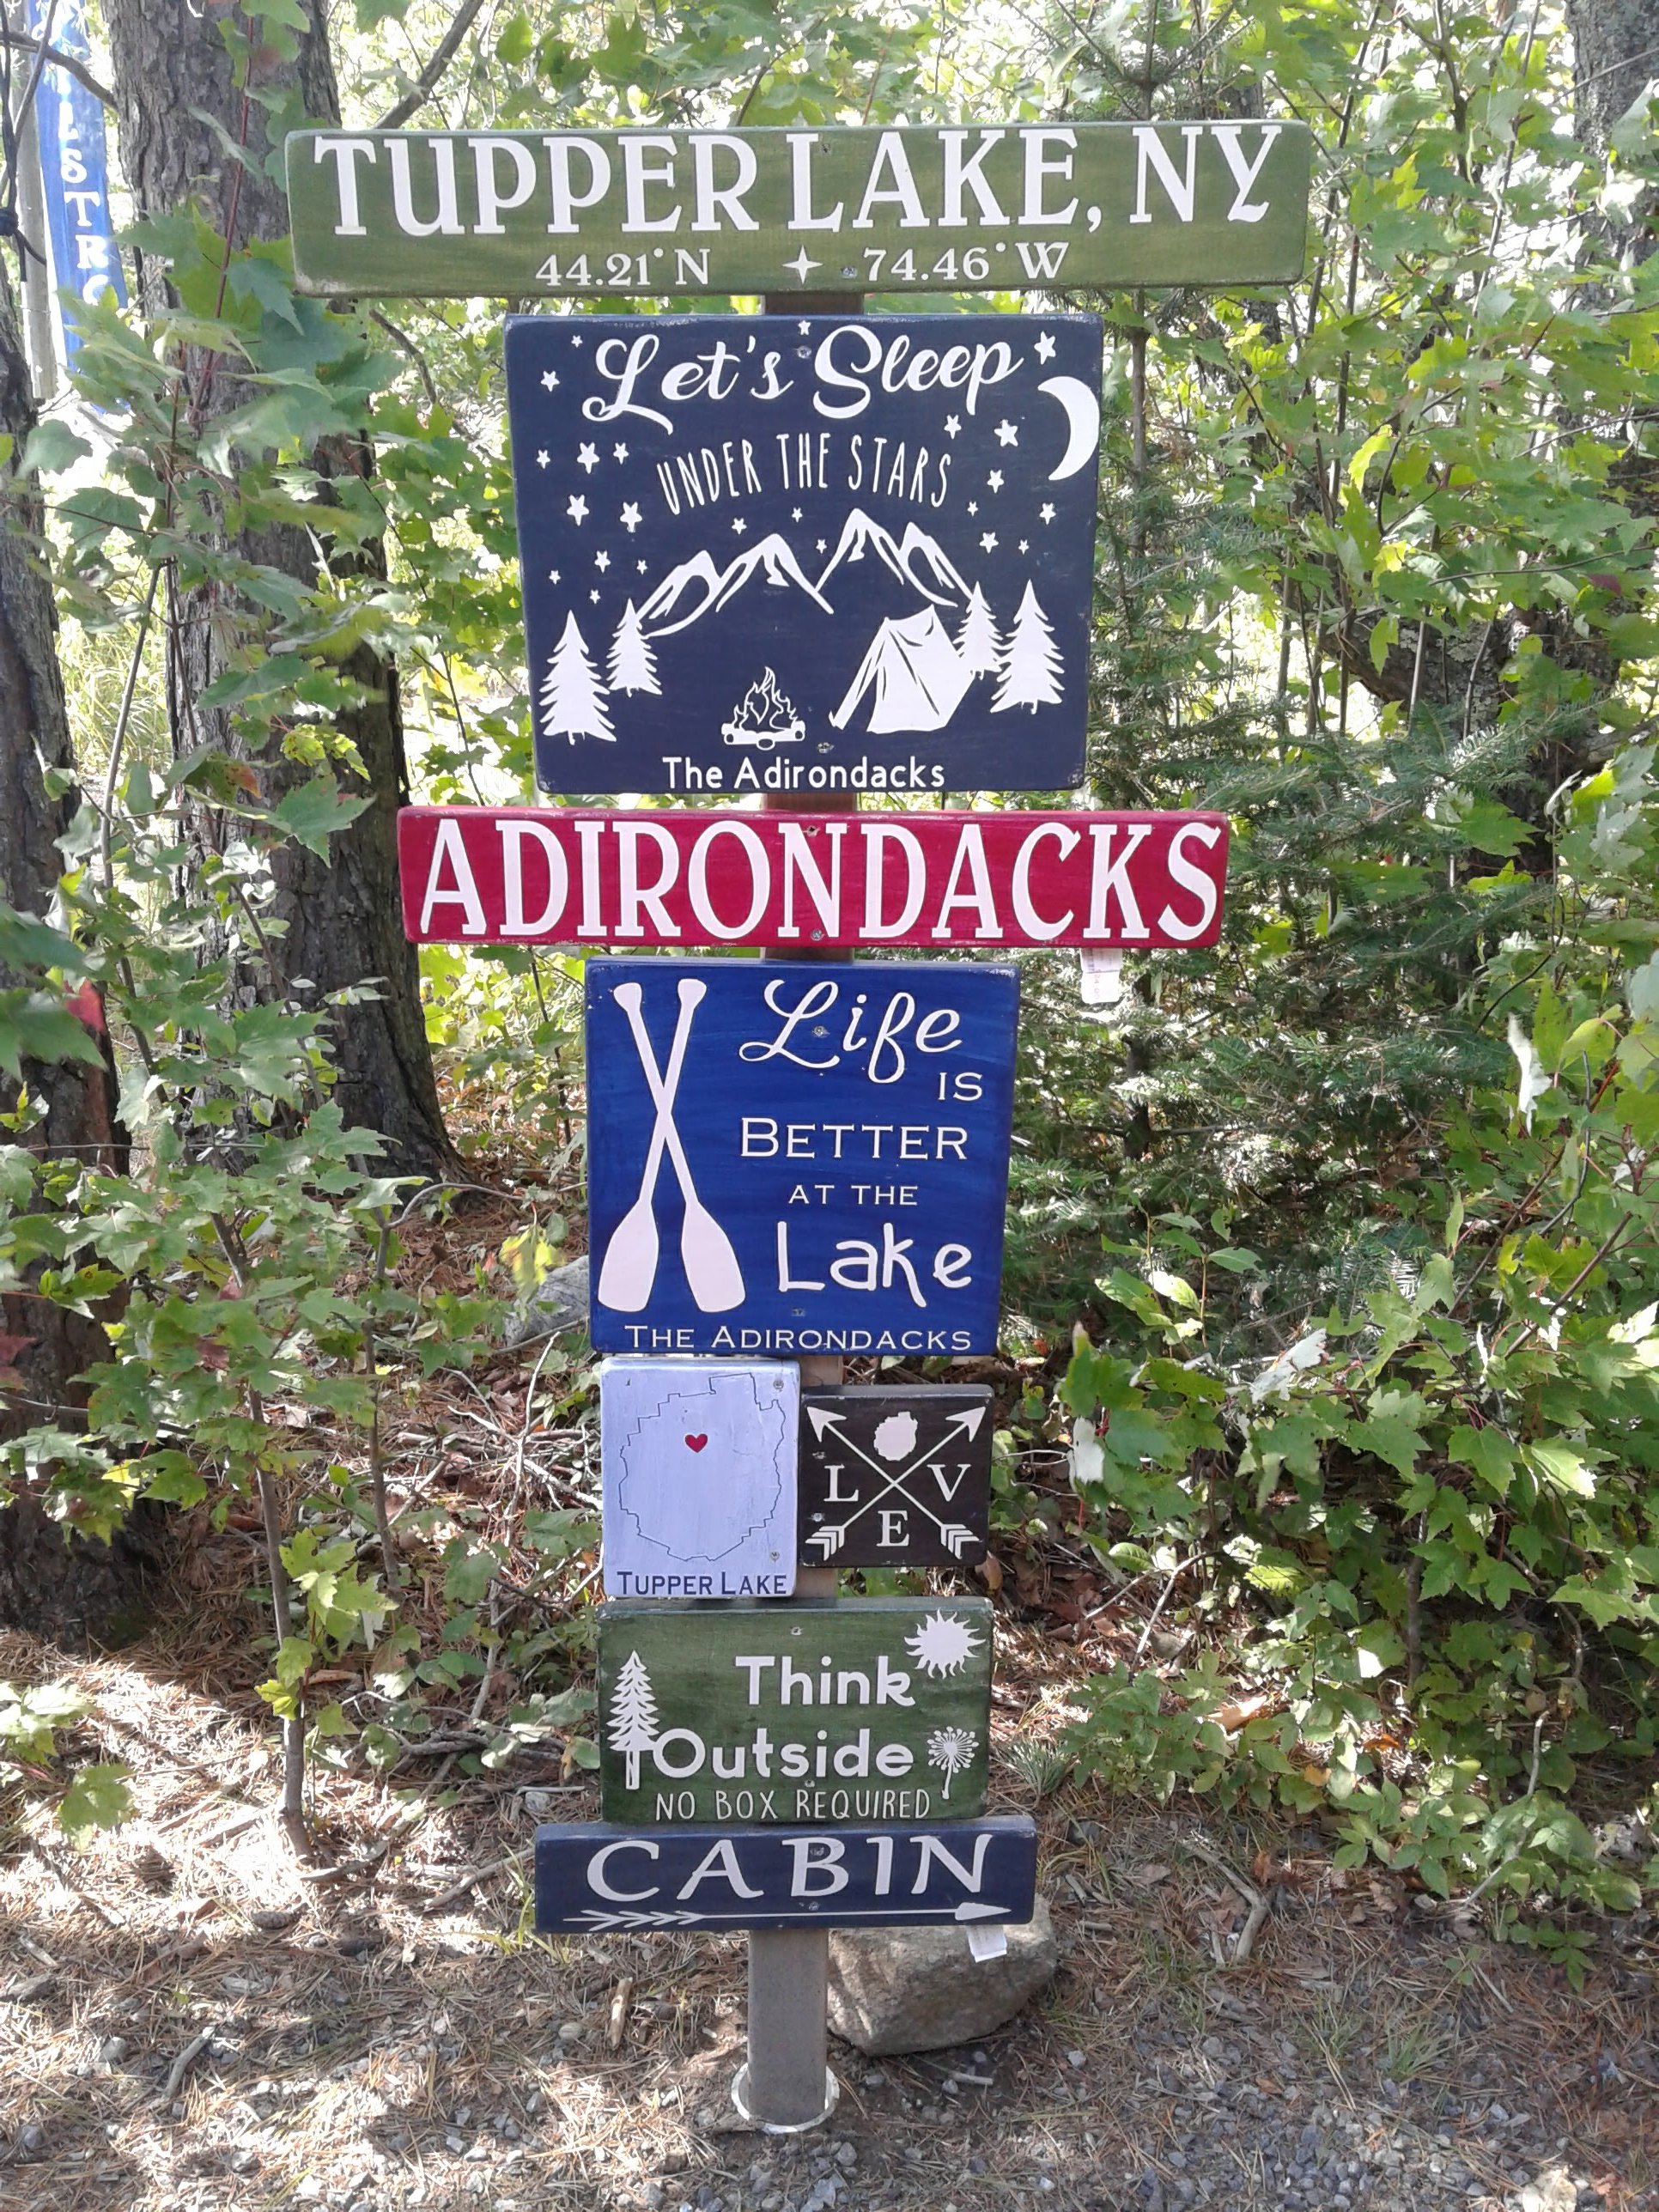 TUPPER LAKE, NY
44.21°N 74.46°W
Let's Sleep
UNDER THE STARS
The Adirondacks
ADIRONDACKS
Life
IS
BETTER
AT THE
Lake
THE ADIRONDACKS
TUPPER LAKE
L V
E
Think
Outside
NO BOX REQUIRED
CABIN